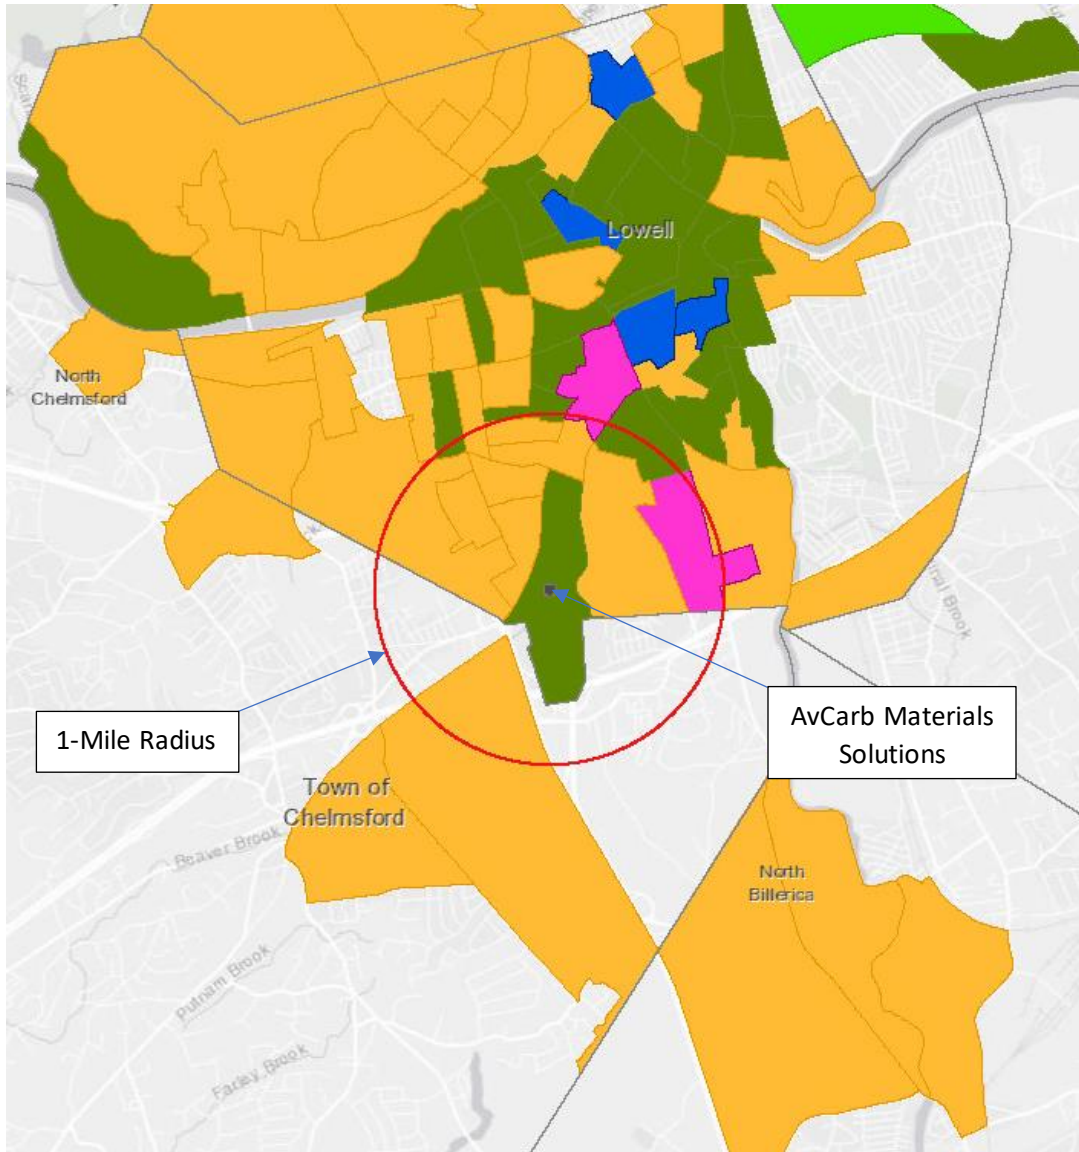 Lowell
North
Chelmsford
1-Mile Radius
AvCarb Materials
Solutions
Town of
Chelmsford
Beaver Brook
North
Billerica
Putnam Brook
Farley Brook
Brook